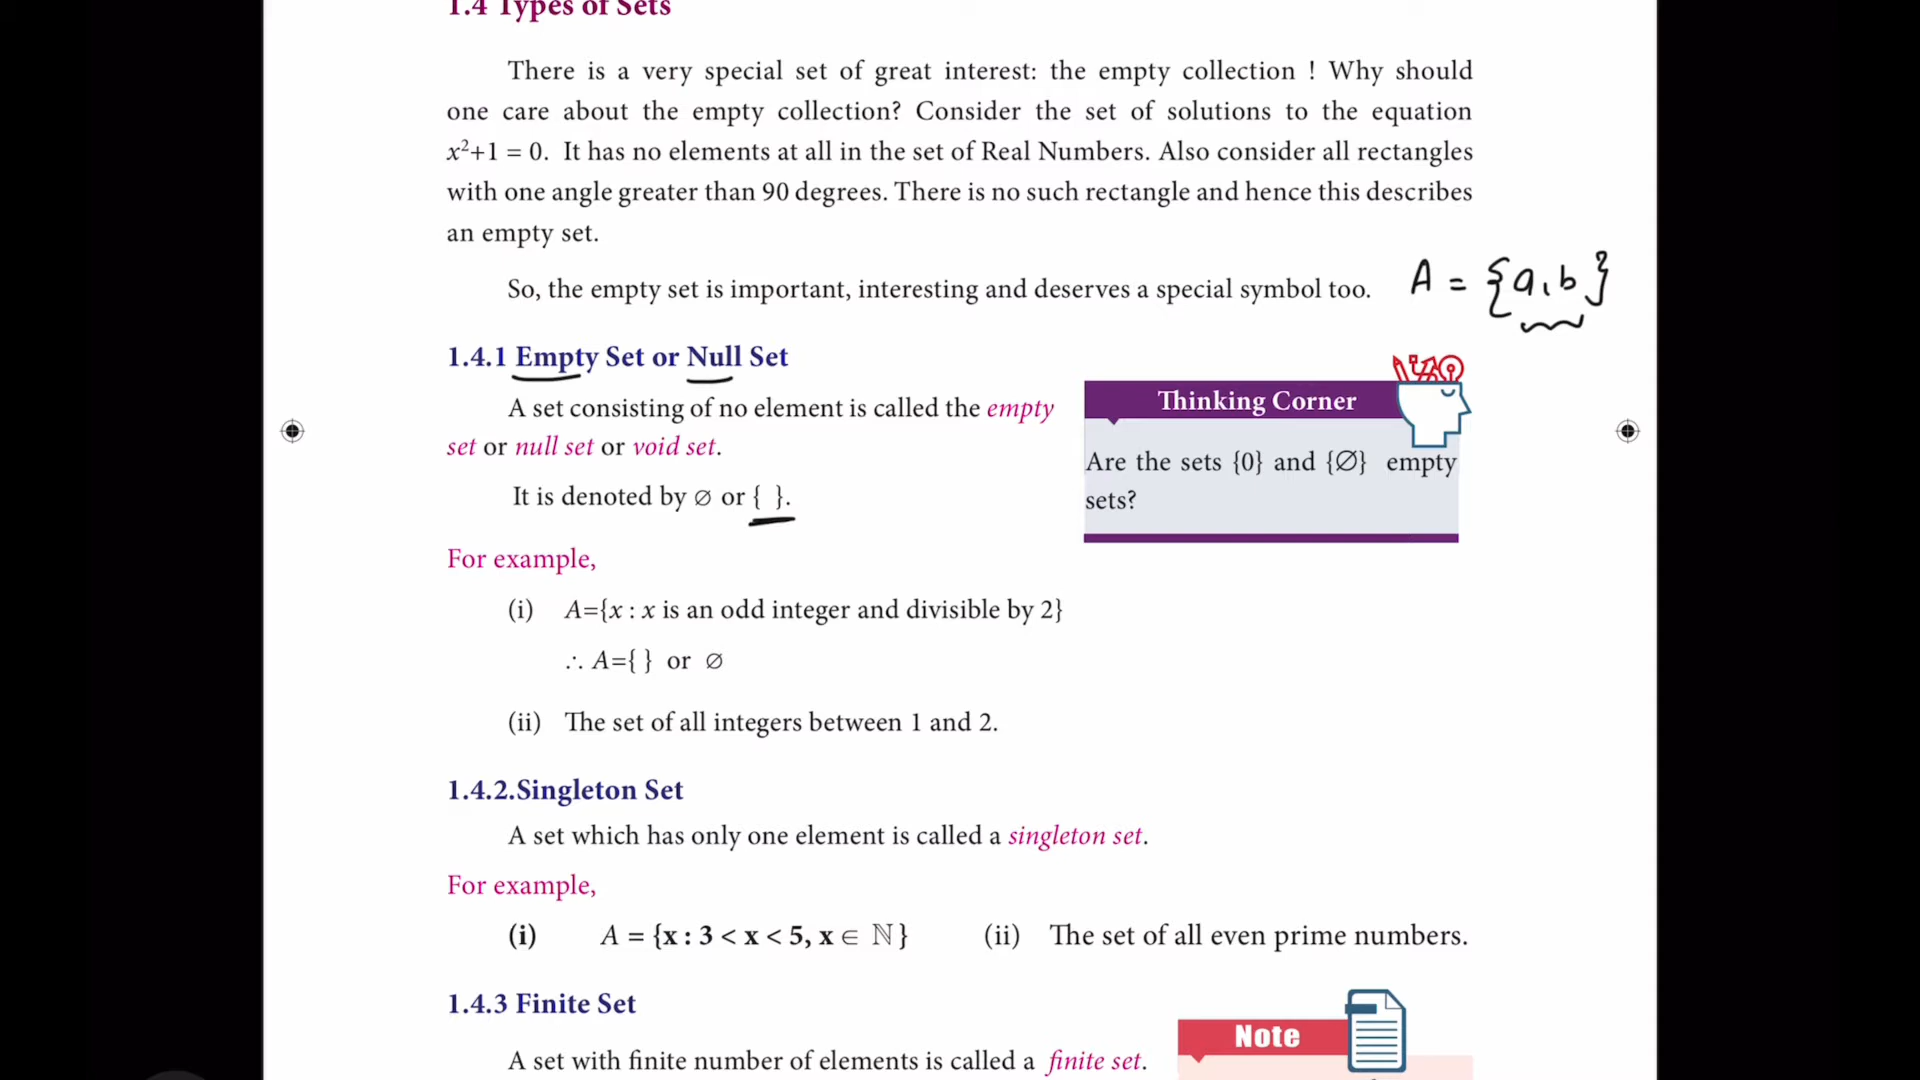 1.4 Types of Sets
There is a very special set of great interest: the empty collection ! Why should
one care about the empty collection? Consider the set of solutions to the equation
x²+1 = 0. It has no elements at all in the set of Real Numbers. Also consider all rectangles
with one angle greater than 90 degrees. There is no such rectangle and hence this describes
an empty set.
So, the empty set is important, interesting and deserves a special symbol too.
A = {a, b}
1.4.1 Empty Set or Null Set
A set consisting of no element is called the empty
set or null set or void set.
It is denoted by ∅ or { }.
Thinking Corner
Are the sets {0} and {∅} empty
sets?
For example,
(i) A={x : x is an odd integer and divisible by 2}
∴ A={ } or ∅
(ii) The set of all integers between 1 and 2.
1.4.2.Singleton Set
A set which has only one element is called a singleton set.
For example,
(i) A = {x : 3 < x < 5, x ∈ ℕ} (ii) The set of all even prime numbers.
1.4.3 Finite Set
Note
A set with finite number of elements is called a finite set.